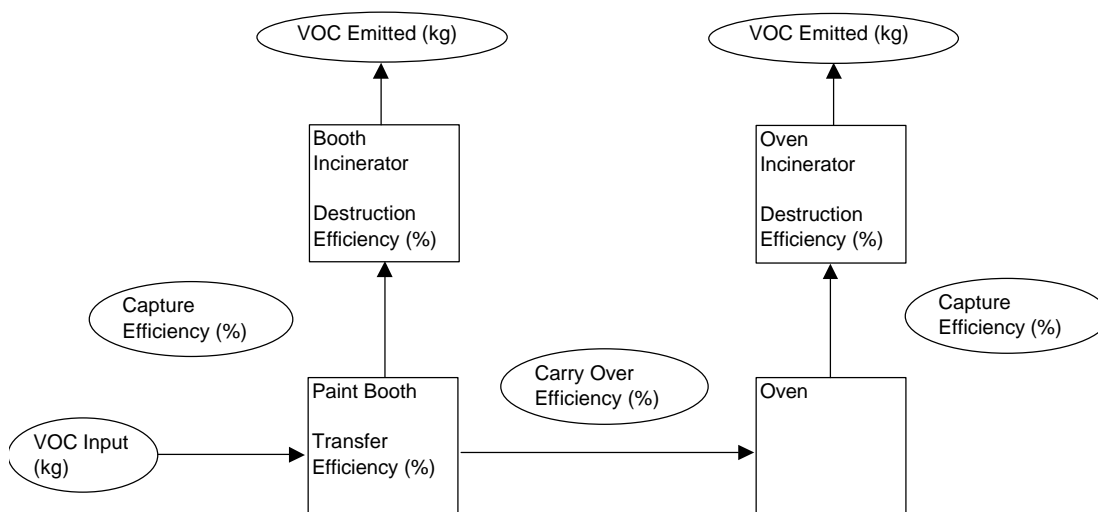 VOC Emitted (kg)
VOC Emitted (kg)
Booth
Incinerator
Destruction
Efficiency (%)
Oven
Incinerator
Destruction
Efficiency (%)
Capture
Efficiency (%)
Capture
Efficiency (%)
Carry Over
Efficiency (%)
Paint Booth
Transfer
Efficiency (%)
Oven
VOC Input
(kg)